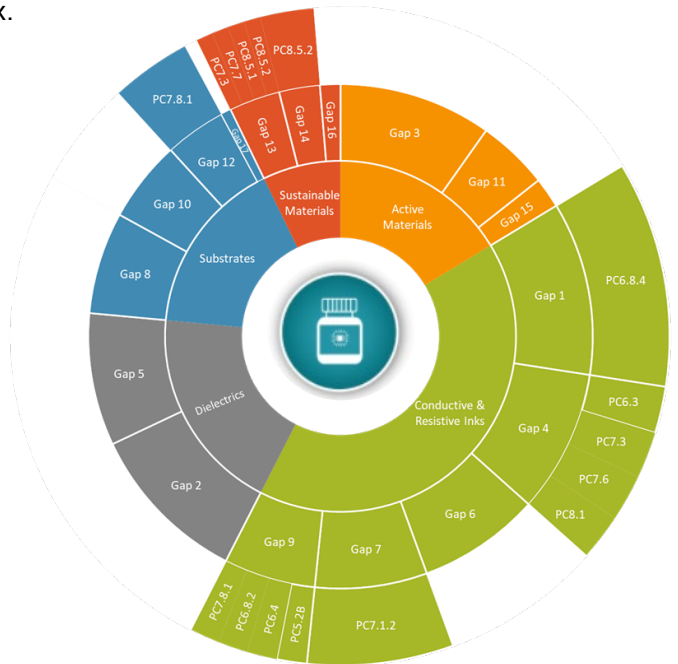 x.
PC8.5.2
PC8.5.2
PC8.5.1
PC7.7
PC7.3
PC7.8.1
Gap 16
Gap 14
Gap 13
Gap 17
Gap 12
Gap 10
Gap 8
Gap 3
Gap 11
Gap 15
Sustainable
Materials
Active
Materials
Substrates
Gap 1
PC6.8.4
Gap 5
Dielectrics
Gap 2
Conductive &
Resistive Inks
Gap 4
PC6.3
PC7.3
PC7.6
PC8.1
Gap 6
Gap 7
Gap 9
PC7.8.1
PC6.8.2
PC6.4
PC5.2B
PC7.1.2